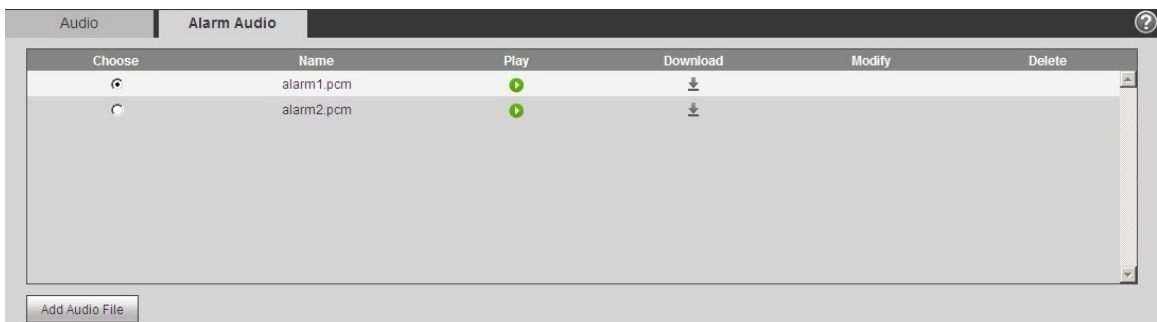 Audio Alarm Audio ?
Choose Name Play Download Modify Delete
alarm1.pcm
alarm2.pcm
Add Audio File